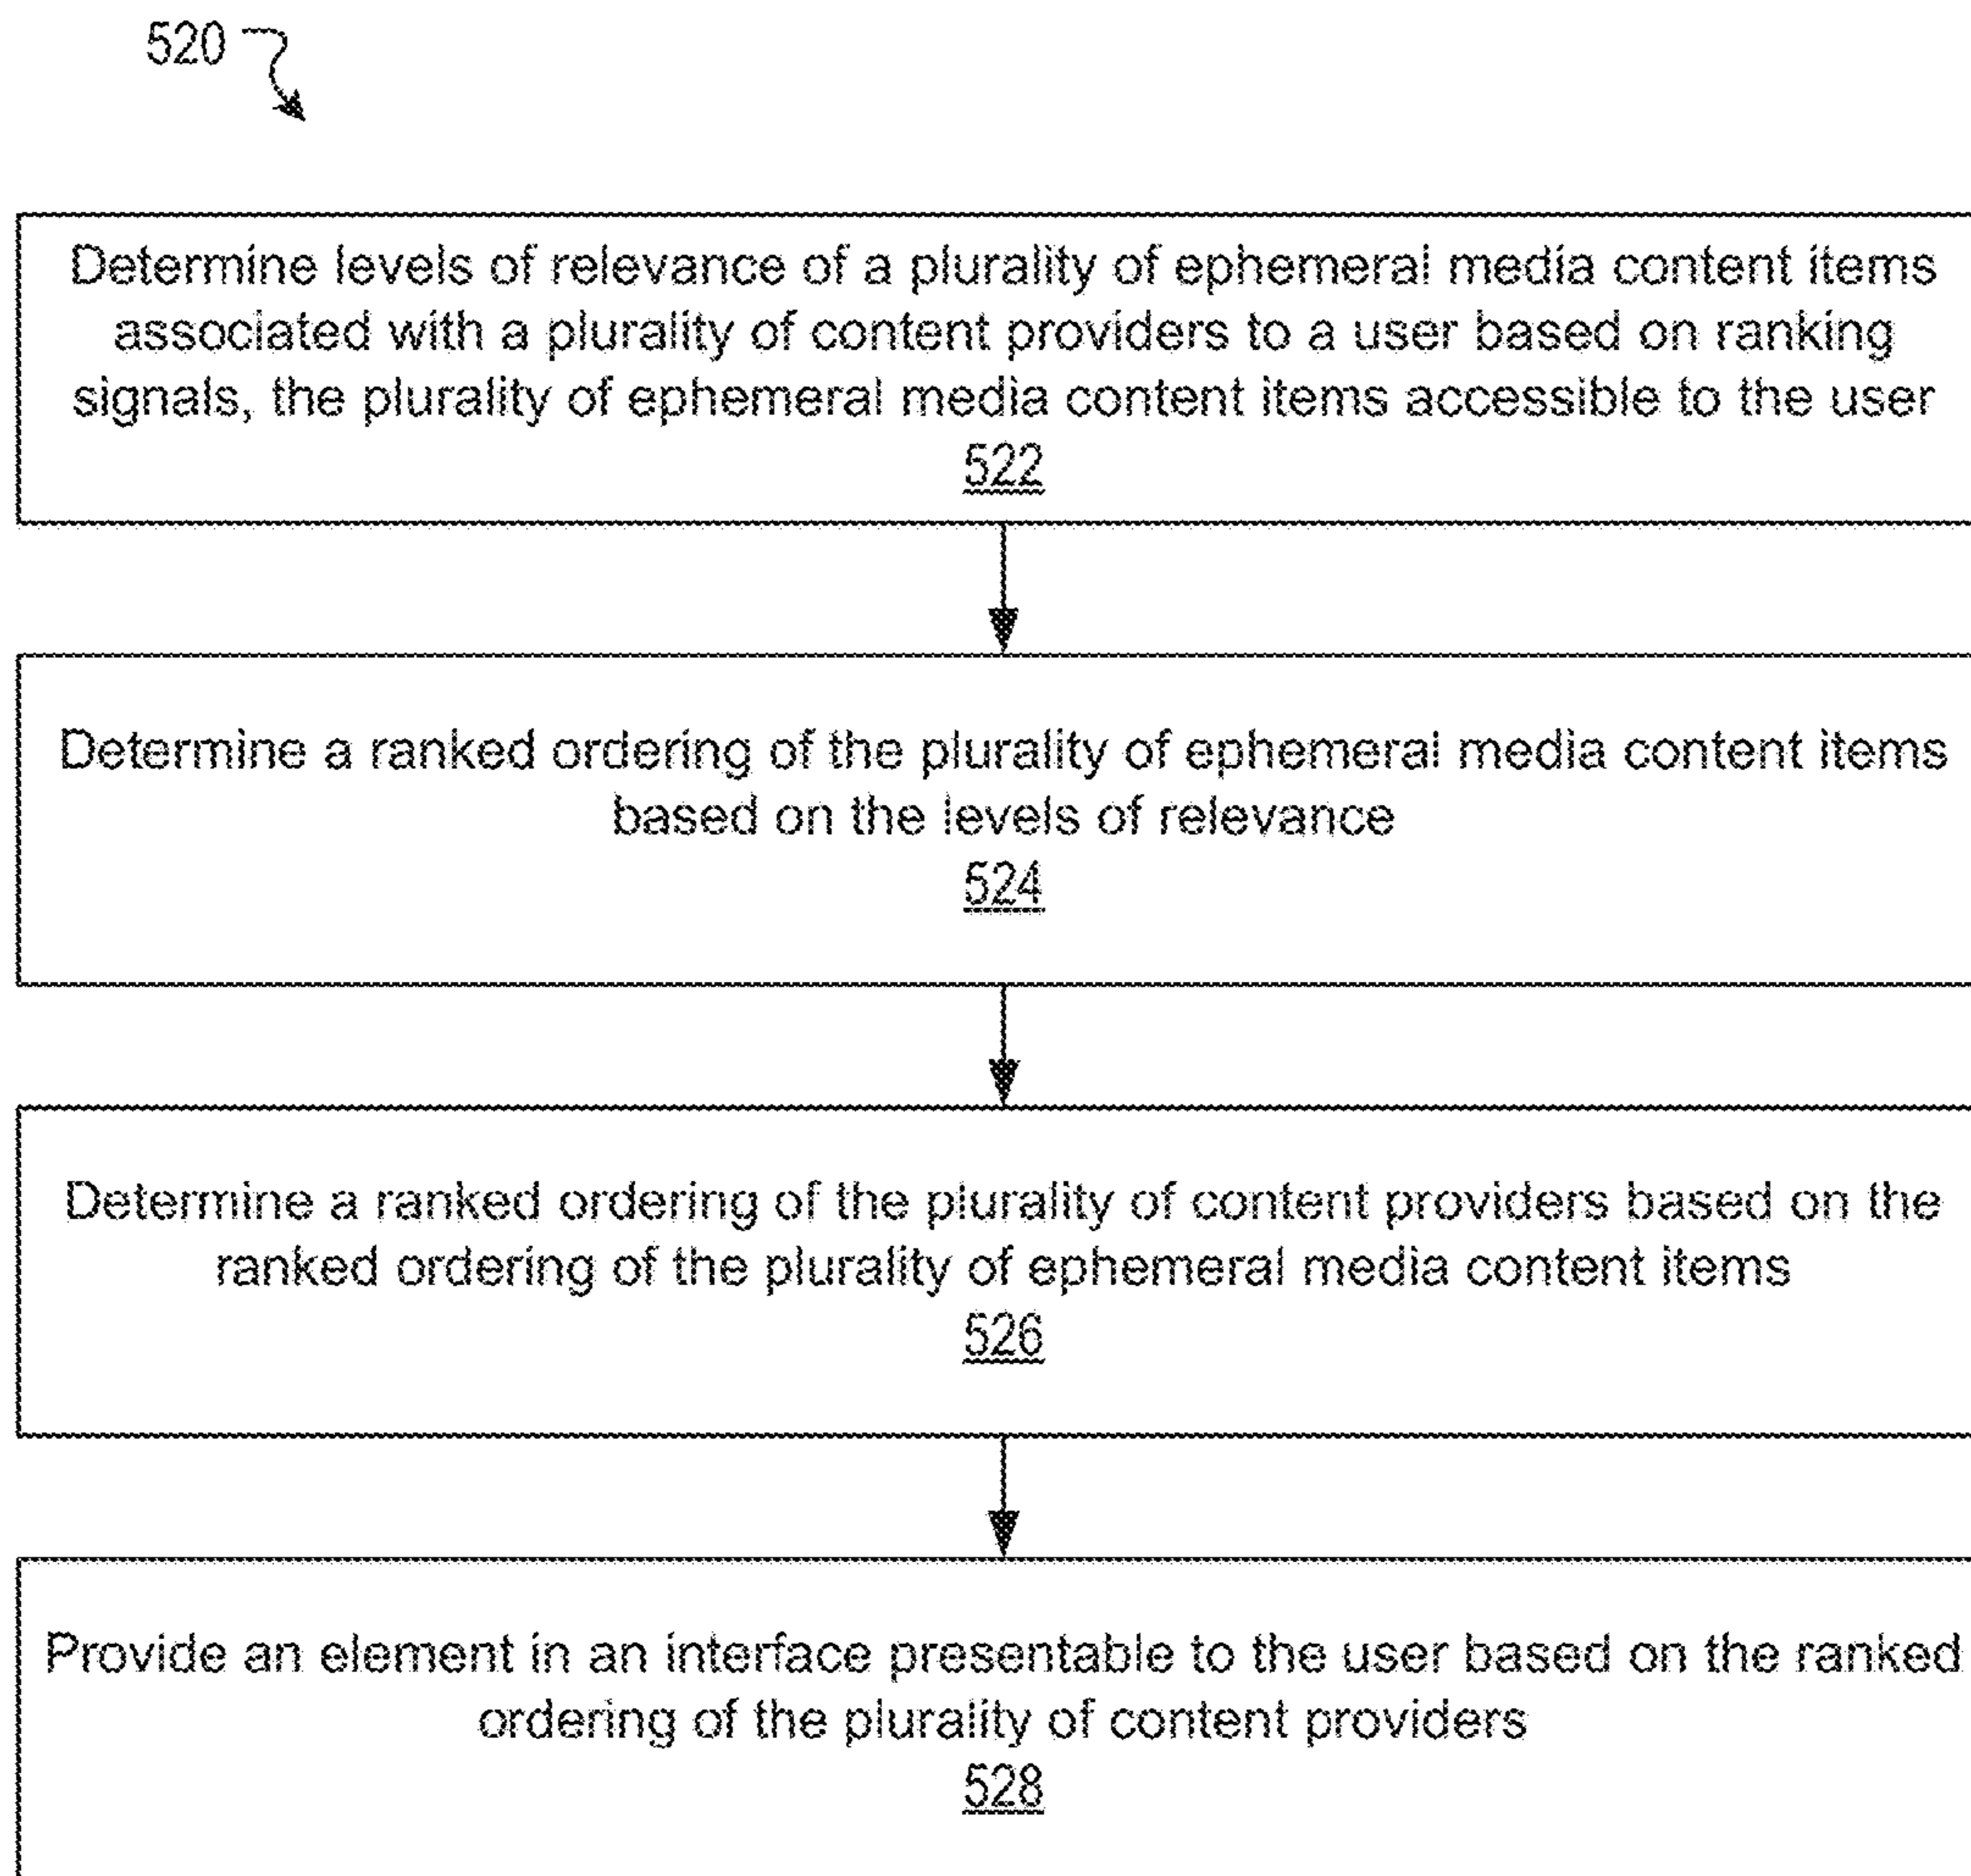 520
Determine levels of relevance of a plurality of ephemeral media content items
associated with a plurality of content providers to a user based on ranking
signals, the plurality of ephemeral media content items accessible to the user
522
Determine a ranked ordering of the plurality of ephemeral media content items
based on the levels of relevance
524
Determine a ranked ordering of the plurality of content providers based on the
ranked ordering of the plurality of ephemeral media content items
526
Provide an element in an interface presentable to the user based on the ranked
ordering of the plurality of content providers
528